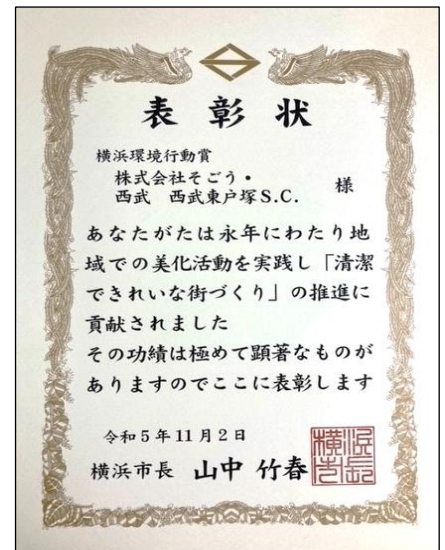 表彰状
横浜環境行動賞
株式会社そごう・
西武 西武東戸塚S.C. 様
あなたがたは永年にわたり地
域での美化活動を実践し「清潔
できれいな街づくり」の推進に
貢献されました
その功績は極めて顕著なものが
ありますのでここに表彰します
令和5年11月2日
横浜市長 山中 竹春